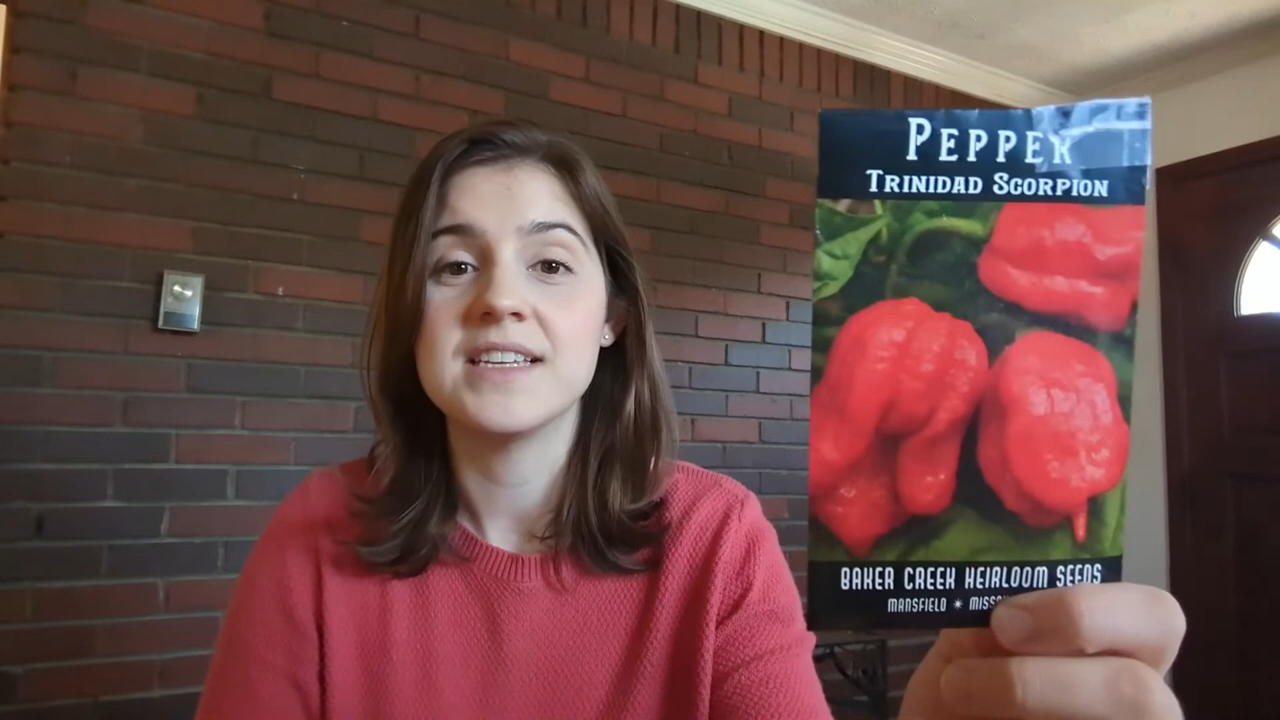 PEPPER
TRINIDAD SCORPION
BAKER CREEK HEIRLOOM SEEDS
MANSFIELD ✴